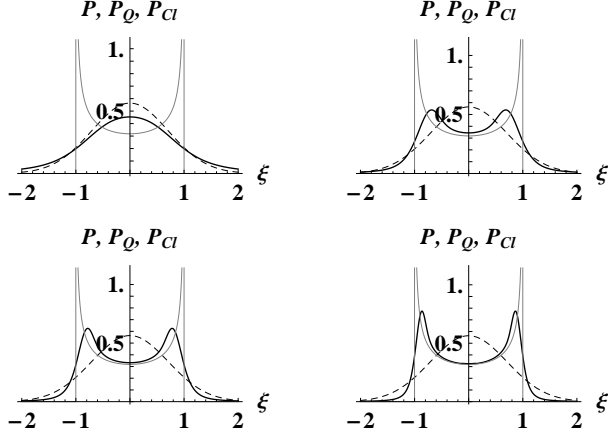 P, P_Q, P_Cl
1.
0.5
−2 −1 1 2 ξ
P, P_Q, P_Cl
1.
0.5
−2 −1 1 2 ξ
P, P_Q, P_Cl
1.
0.5
−2 −1 1 2 ξ
P, P_Q, P_Cl
1.
0.5
−2 −1 1 2 ξ